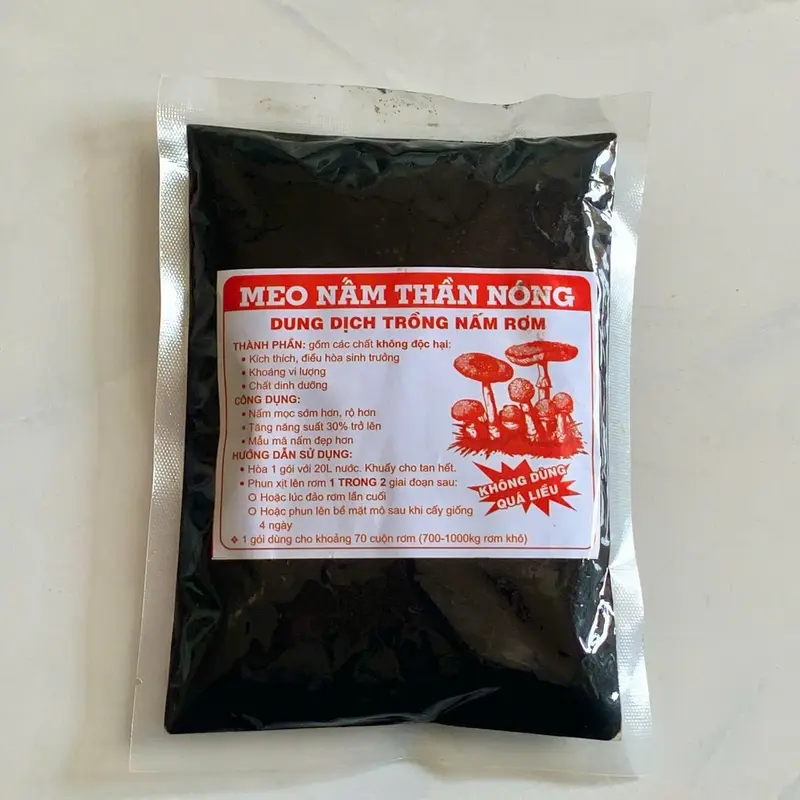 MEO NẤM THẦN NÔNG
DUNG DỊCH TRỒNG NẤM RƠM
THÀNH PHẦN: gồm các chất không độc hại:
• Kích thích, điều hòa sinh trưởng
• Khoáng vi lượng
• Chất dinh dưỡng
CÔNG DỤNG:
• Nấm mọc sớm hơn, rộ hơn
• Tăng năng suất 30% trở lên
• Mẫu mã nấm đẹp hơn
HƯỚNG DẪN SỬ DỤNG:
• Hòa 1 gói với 20L nước. Khuấy cho tan hết.
• Phun xịt lên rơm 1 TRONG 2 giai đoạn sau:
O Hoặc lúc đảo rơm lần cuối
O Hoặc phun lên bề mặt mô sau khi cấy giống
4 ngày
❖ 1 gói dùng cho khoảng 70 cuộn rơm (700-1000kg rơm khô)
KHÔNG DÙNG
QUÁ LIỀU